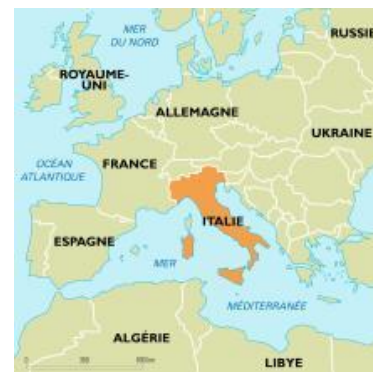 MER
DU NORD
RUSSIE
ROYAUME-
UNI
ALLEMAGNE
UKRAINE
OCÉAN
ATLANTIQUE
FRANCE
ITALIE
ESPAGNE
MER
MÉDITERRANÉE
ALGÉRIE
LIBYE